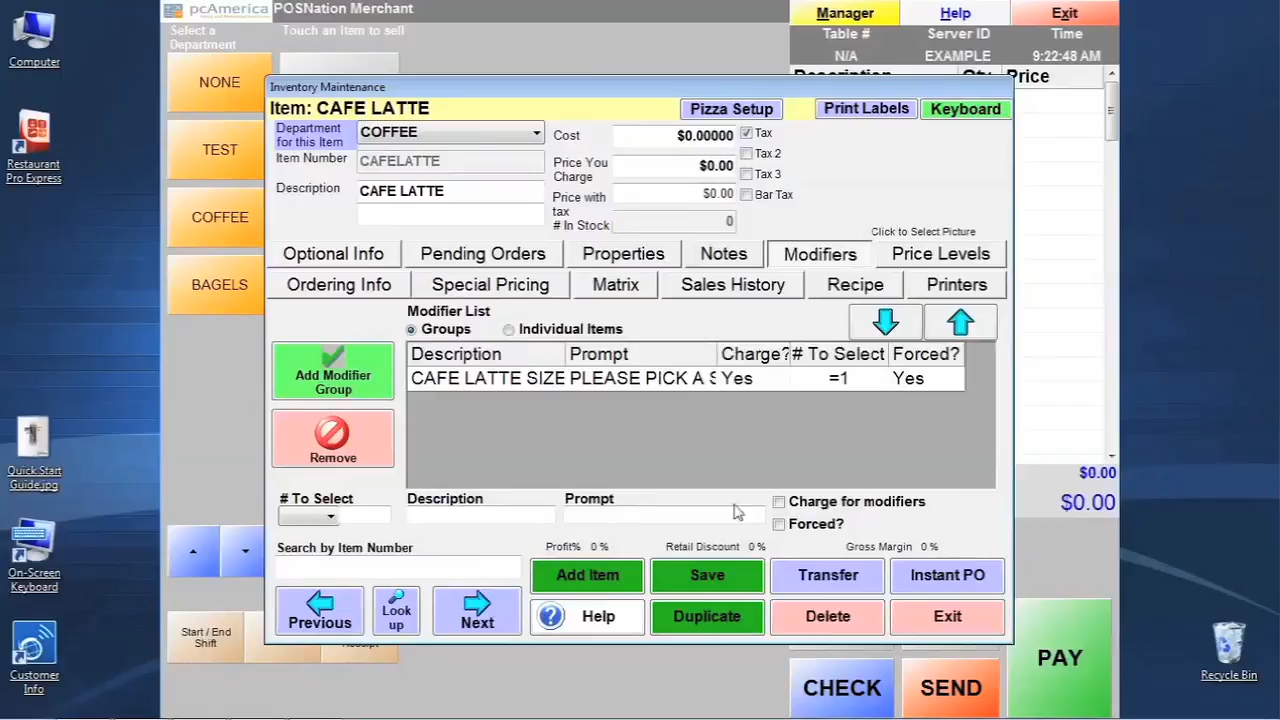 pcAmerica
POSNation Merchant
Manager
Help
Exit
Select a
Department
Touch an Item to sell
Table #
Server ID
Time
N/A
EXAMPLE
9:22:48 AM
Description
Qty
Price
Computer
Restaurant
Pro Express
Quick Start
Guide.jpg
On-Screen
Keyboard
Customer
Info
Recycle Bin
NONE
TEST
COFFEE
BAGELS
Inventory Maintenance
Item: CAFE LATTE
Pizza Setup
Print Labels
Keyboard
Department
for this Item
COFFEE
Item Number
CAFELATTE
Description
CAFE LATTE
Cost
$0.00000
Price You
Charge
$0.00
Price with
tax
$0.00
# In Stock
0
Tax
Tax 2
Tax 3
Bar Tax
Click to Select Picture
Optional Info
Pending Orders
Properties
Notes
Modifiers
Price Levels
Ordering Info
Special Pricing
Matrix
Sales History
Recipe
Printers
Modifier List
Groups
Individual Items
Add Modifier
Group
Remove
Description
Prompt
Charge?
# To Select
Forced?
CAFE LATTE SIZE
PLEASE PICK A S
Yes
=1
Yes
# To Select
Description
Prompt
Charge for modifiers
Forced?
Search by Item Number
Profit% 0 %
Retail Discount 0 %
Gross Margin 0 %
Add Item
Save
Transfer
Instant PO
Previous
Look
up
Next
Help
Duplicate
Delete
Exit
$0.00
$0.00
Start / End
Shift
CHECK
SEND
PAY